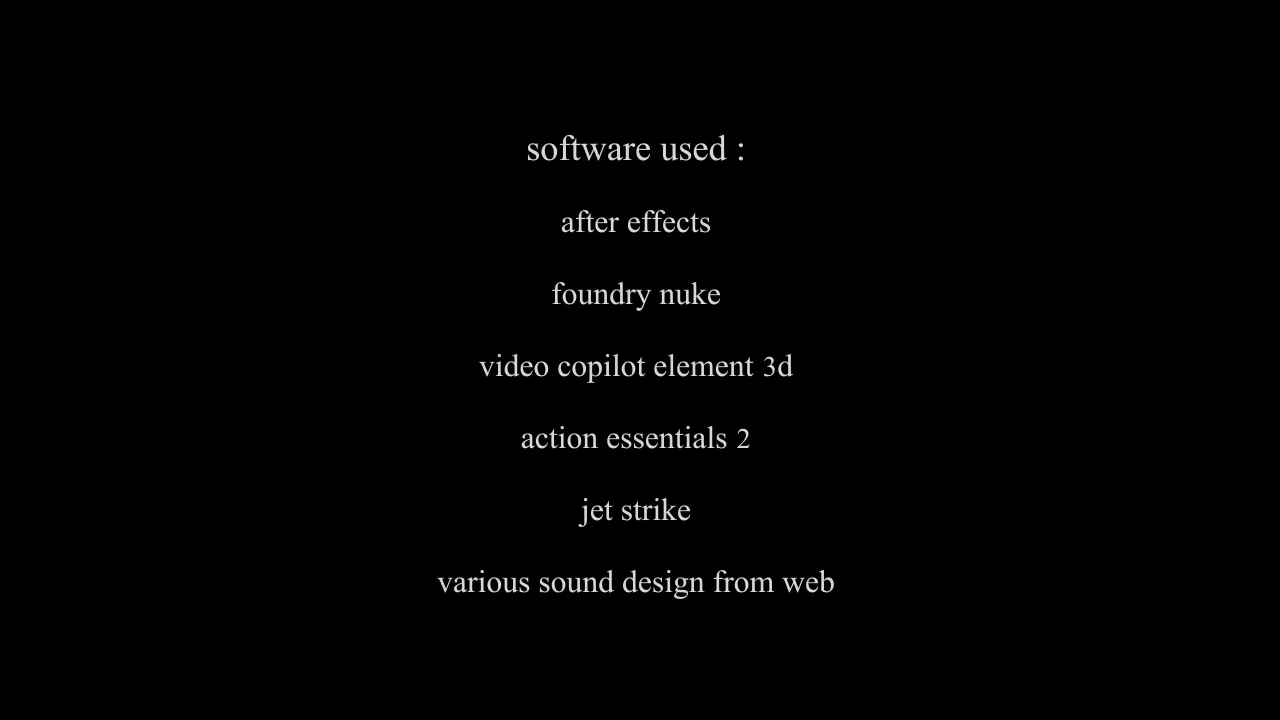 software used :
after effects
foundry nuke
video copilot element 3d
action essentials 2
jet strike
various sound design from web